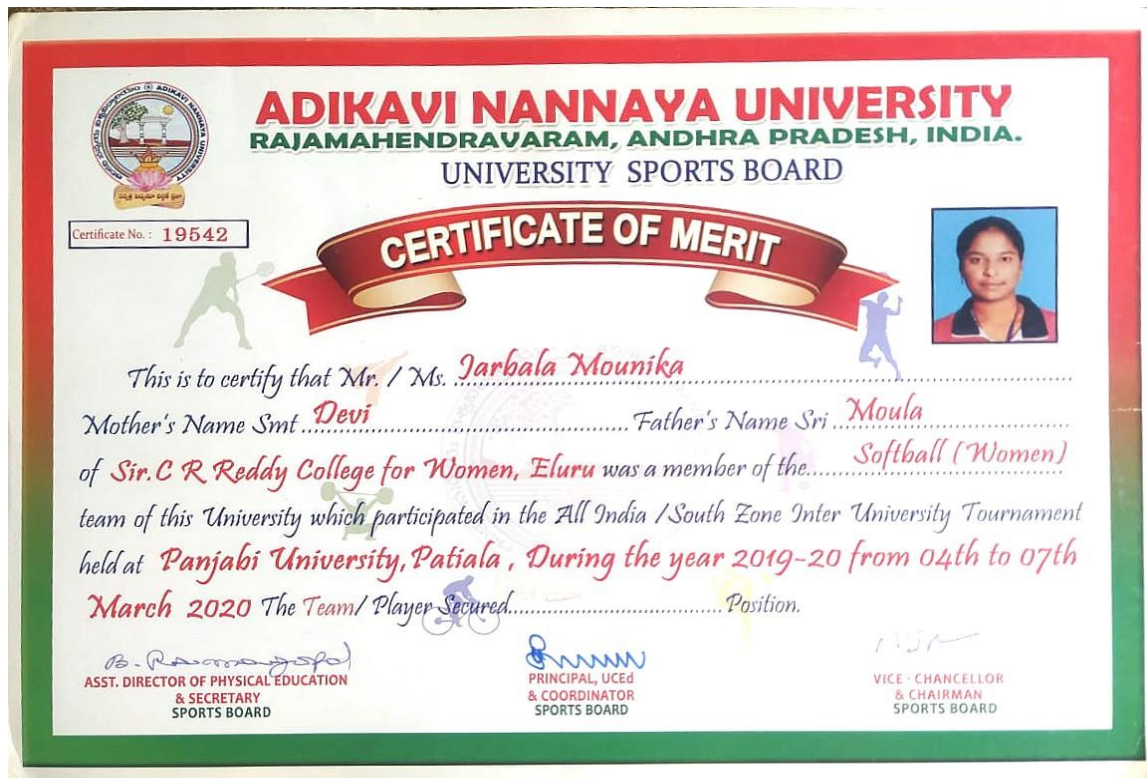 ADIKAVI NANNAYA UNIVERSITY
RAJAMAHENDRAVARAM, ANDHRA PRADESH, INDIA.
UNIVERSITY SPORTS BOARD
Certificate No. : 19542
CERTIFICATE OF MERIT
This is to certify that Mr. / Ms. Jarbala Mounika
Mother's Name Smt Devi Father's Name Sri Moula
of Sir.C R Reddy College for Women, Eluru was a member of the Softball (Women)
team of this University which participated in the All India / South Zone Inter University Tournament
held at Panjabi University, Patiala , During the year 2019-20 from 04th to 07th
March 2020 The Team/ Player Secured Position.
ASST. DIRECTOR OF PHYSICAL EDUCATION
& SECRETARY
SPORTS BOARD
PRINCIPAL, UCEd
& COORDINATOR
SPORTS BOARD
VICE - CHANCELLOR
& CHAIRMAN
SPORTS BOARD